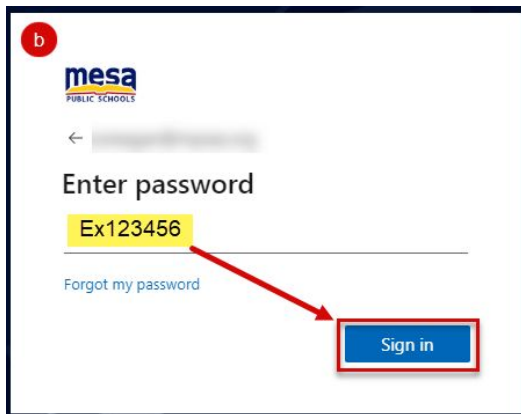 b
mesa
PUBLIC SCHOOLS
←
Enter password
Ex123456
Forgot my password
Sign in